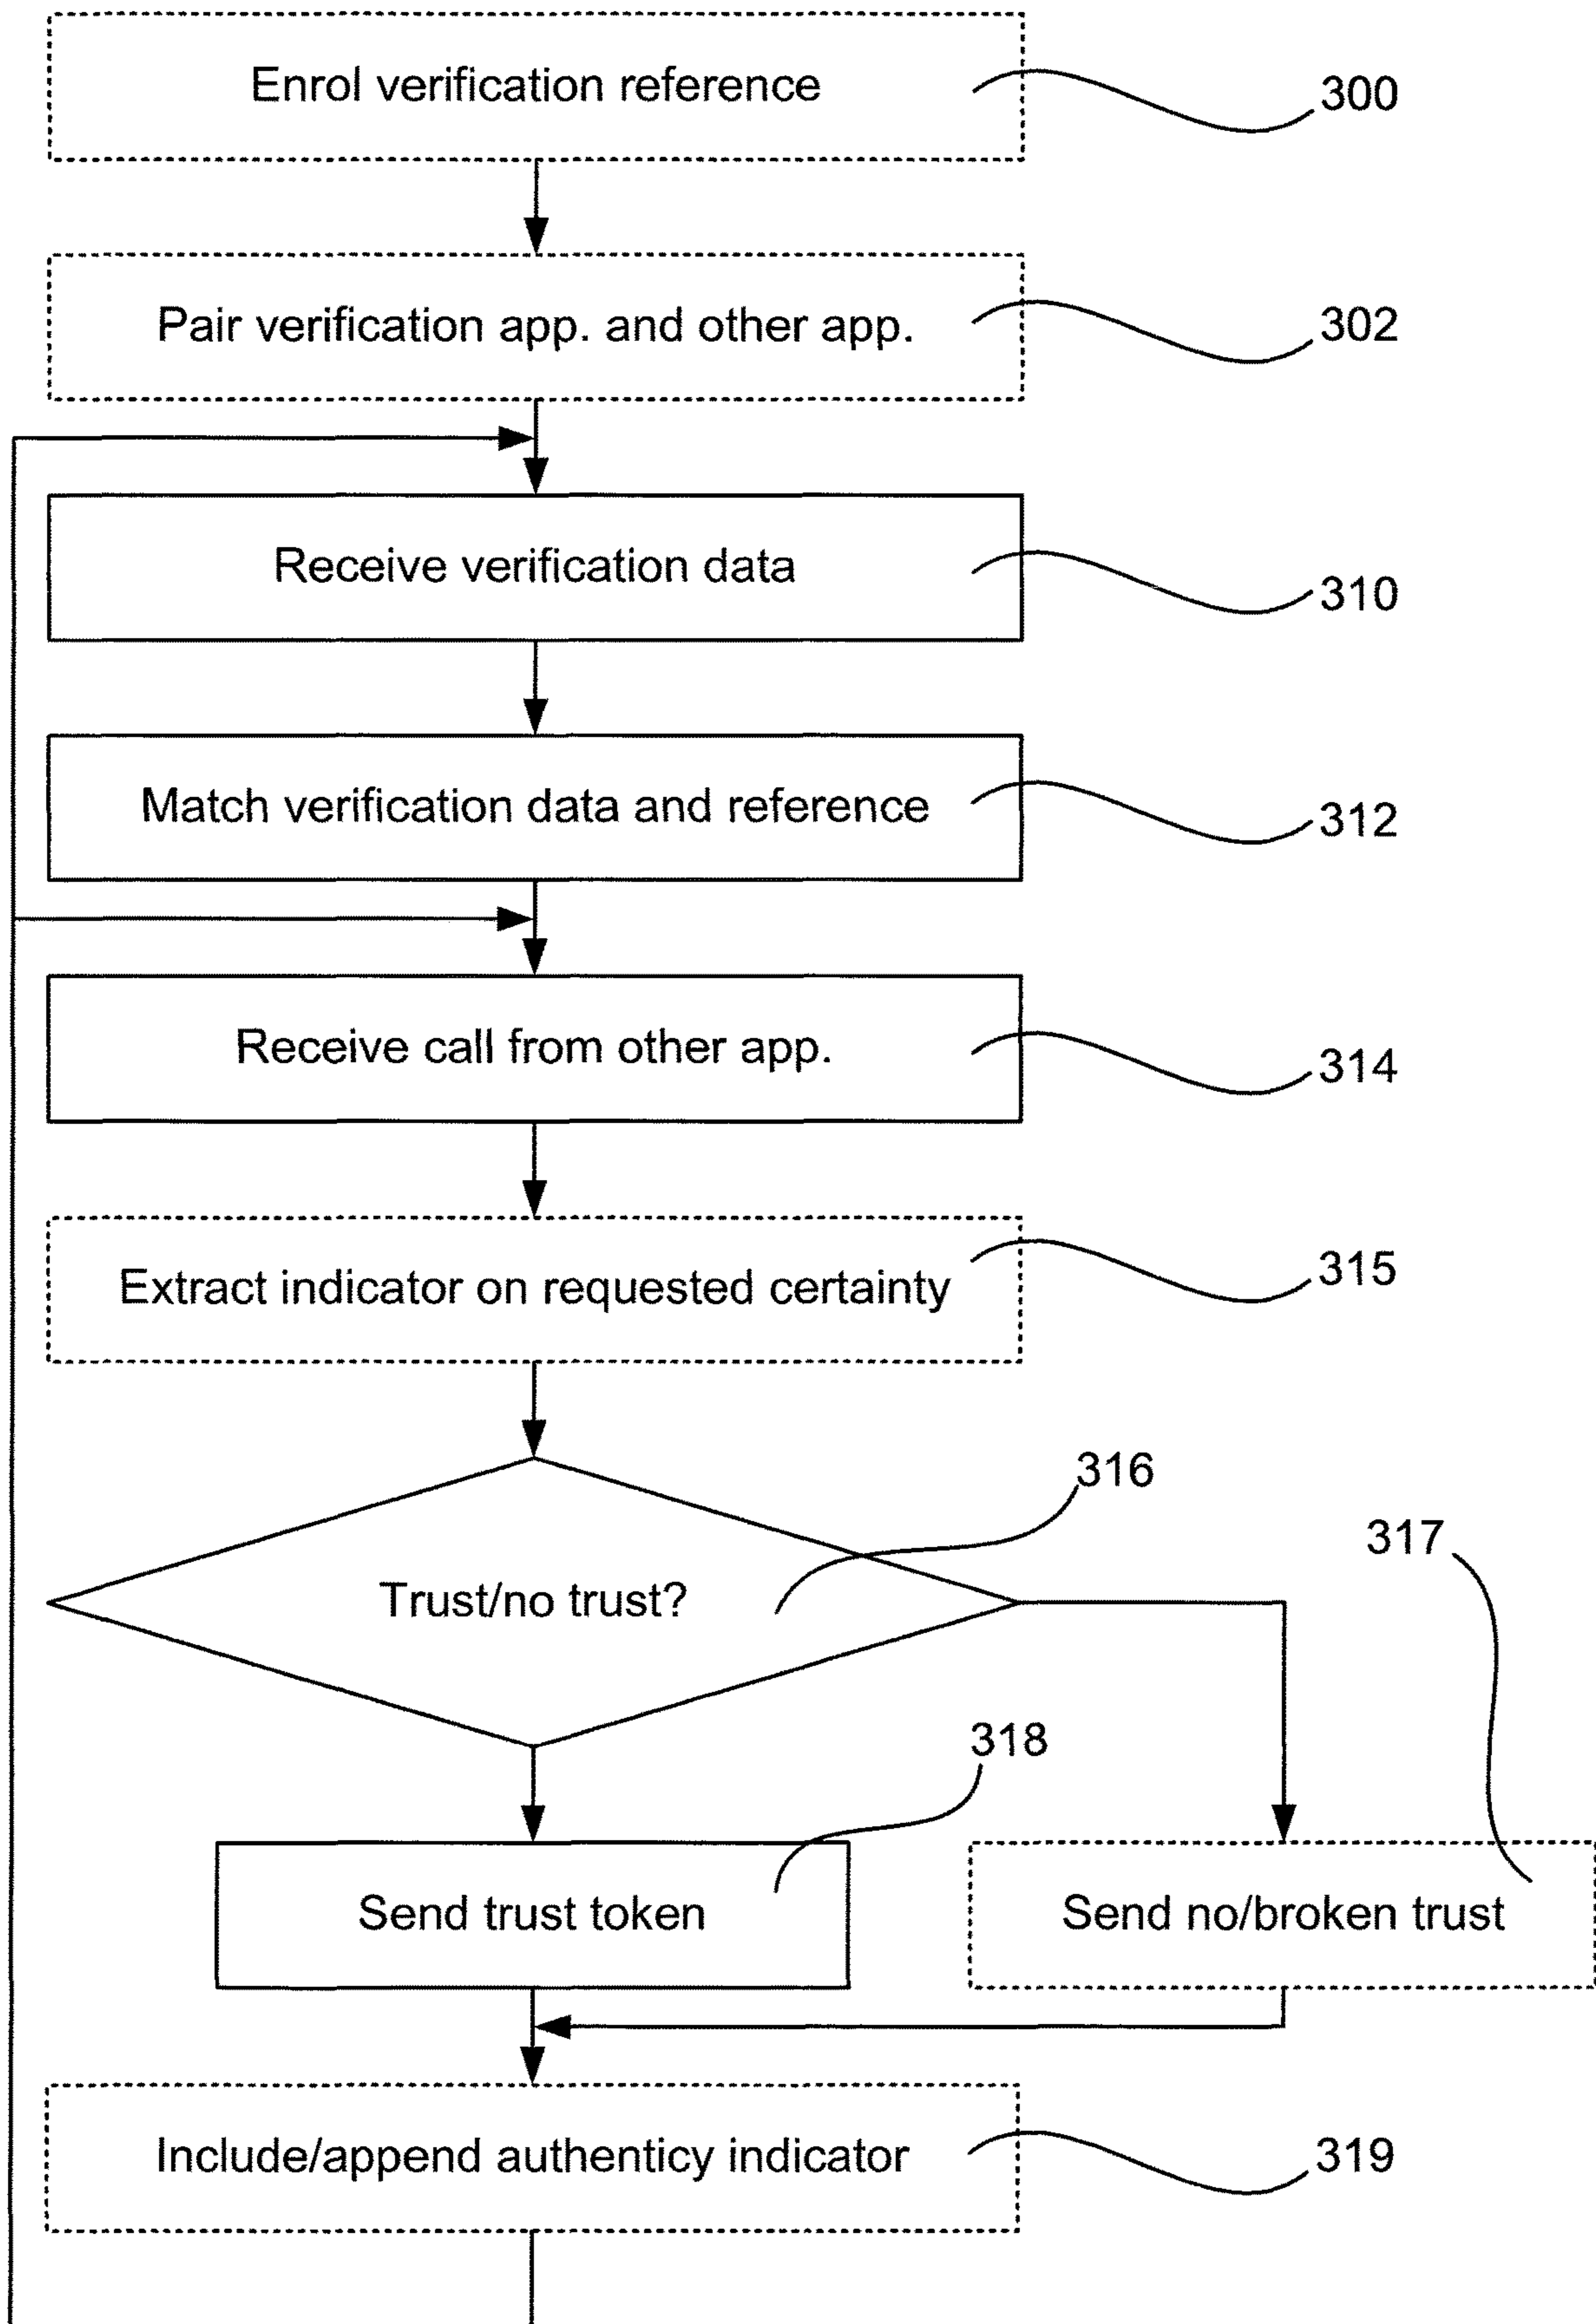 Enrol verification reference
300
Pair verification app. and other app.
302
Receive verification data
310
Match verification data and reference
312
Receive call from other app.
314
Extract indicator on requested certainty
315
316
Trust/no trust?
317
318
Send trust token
Send no/broken trust
Include/append authenticy indicator
319